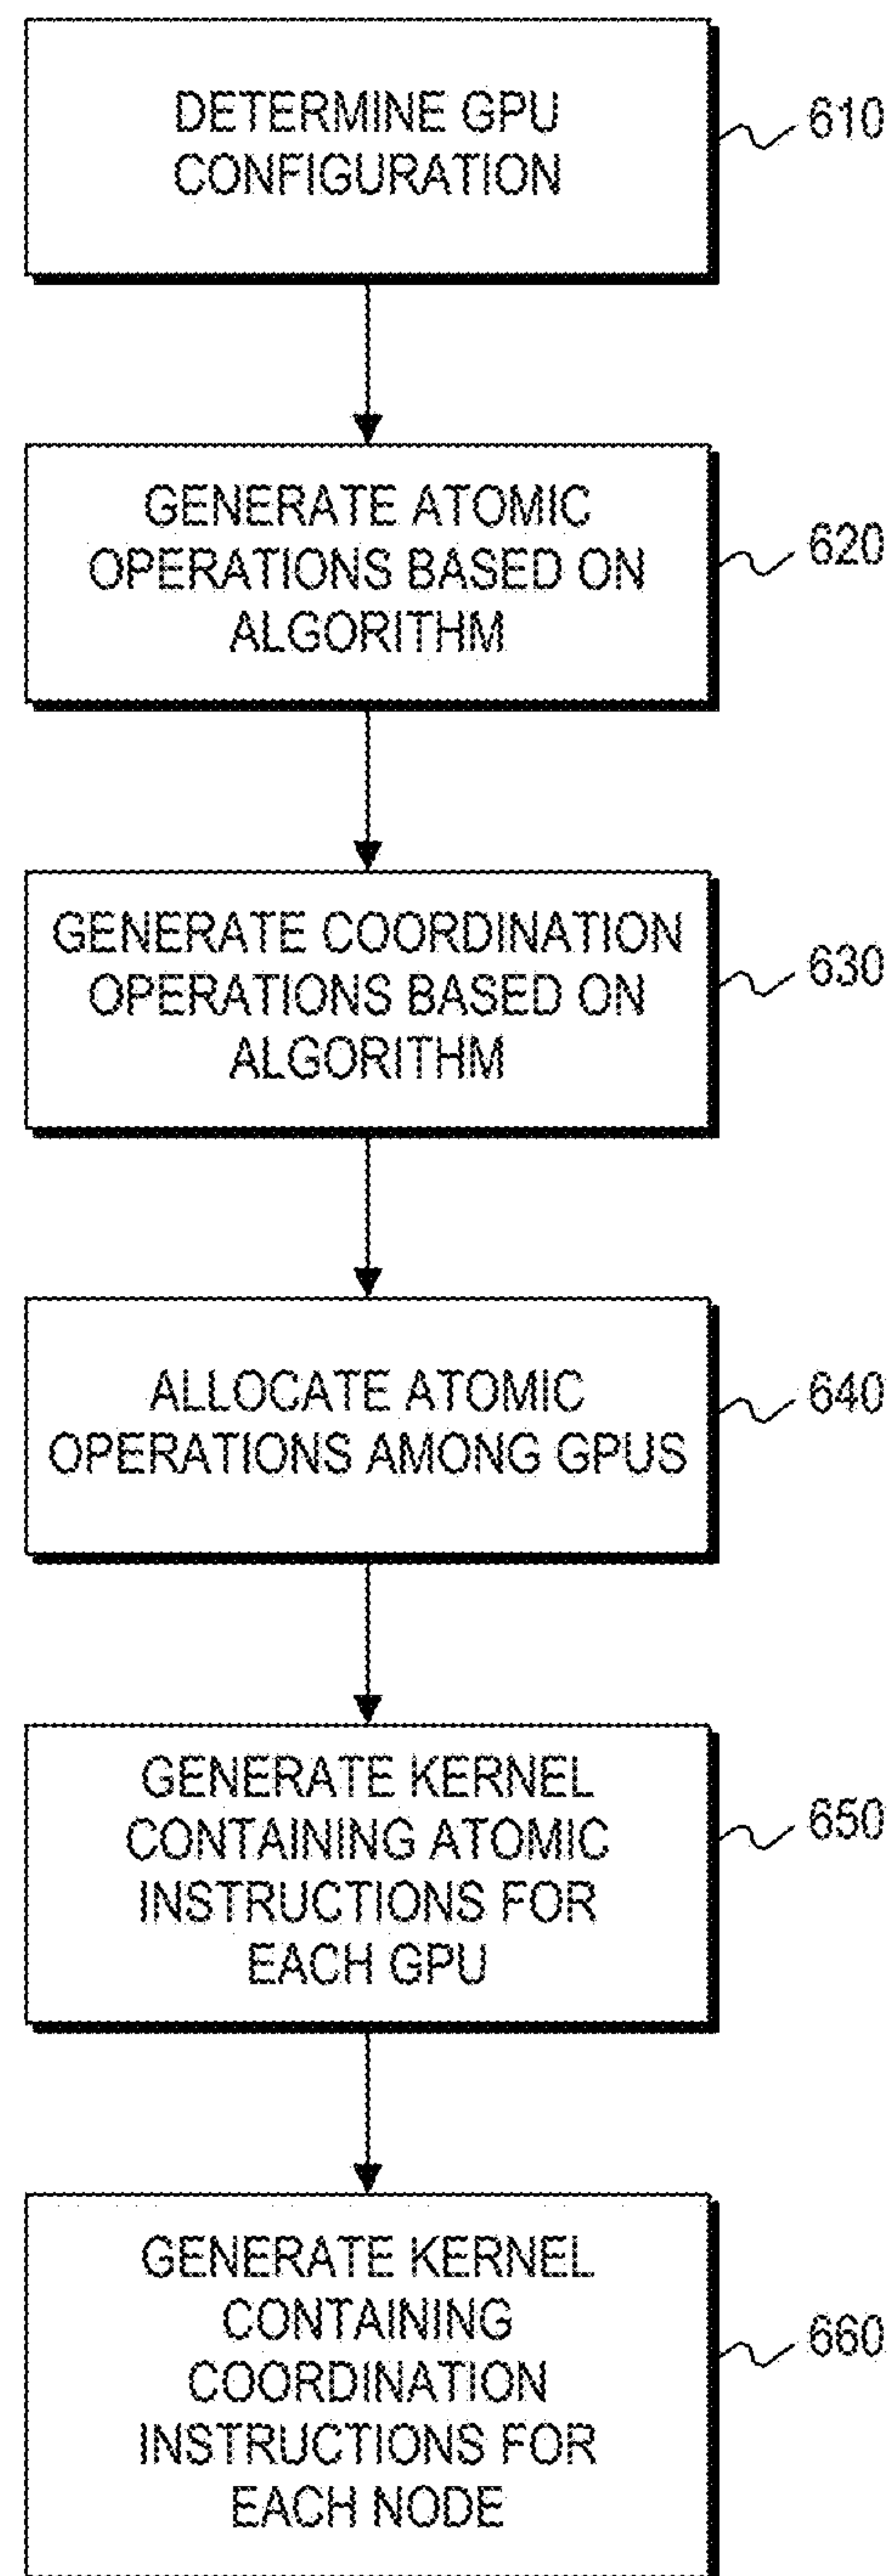 DETERMINE GPU
CONFIGURATION
610
GENERATE ATOMIC
OPERATIONS BASED ON
ALGORITHM
620
GENERATE COORDINATION
OPERATIONS BASED ON
ALGORITHM
630
ALLOCATE ATOMIC
OPERATIONS AMONG GPUS
640
GENERATE KERNEL
CONTAINING ATOMIC
INSTRUCTIONS FOR
EACH GPU
650
GENERATE KERNEL
CONTAINING
COORDINATION
INSTRUCTIONS FOR
EACH NODE
660